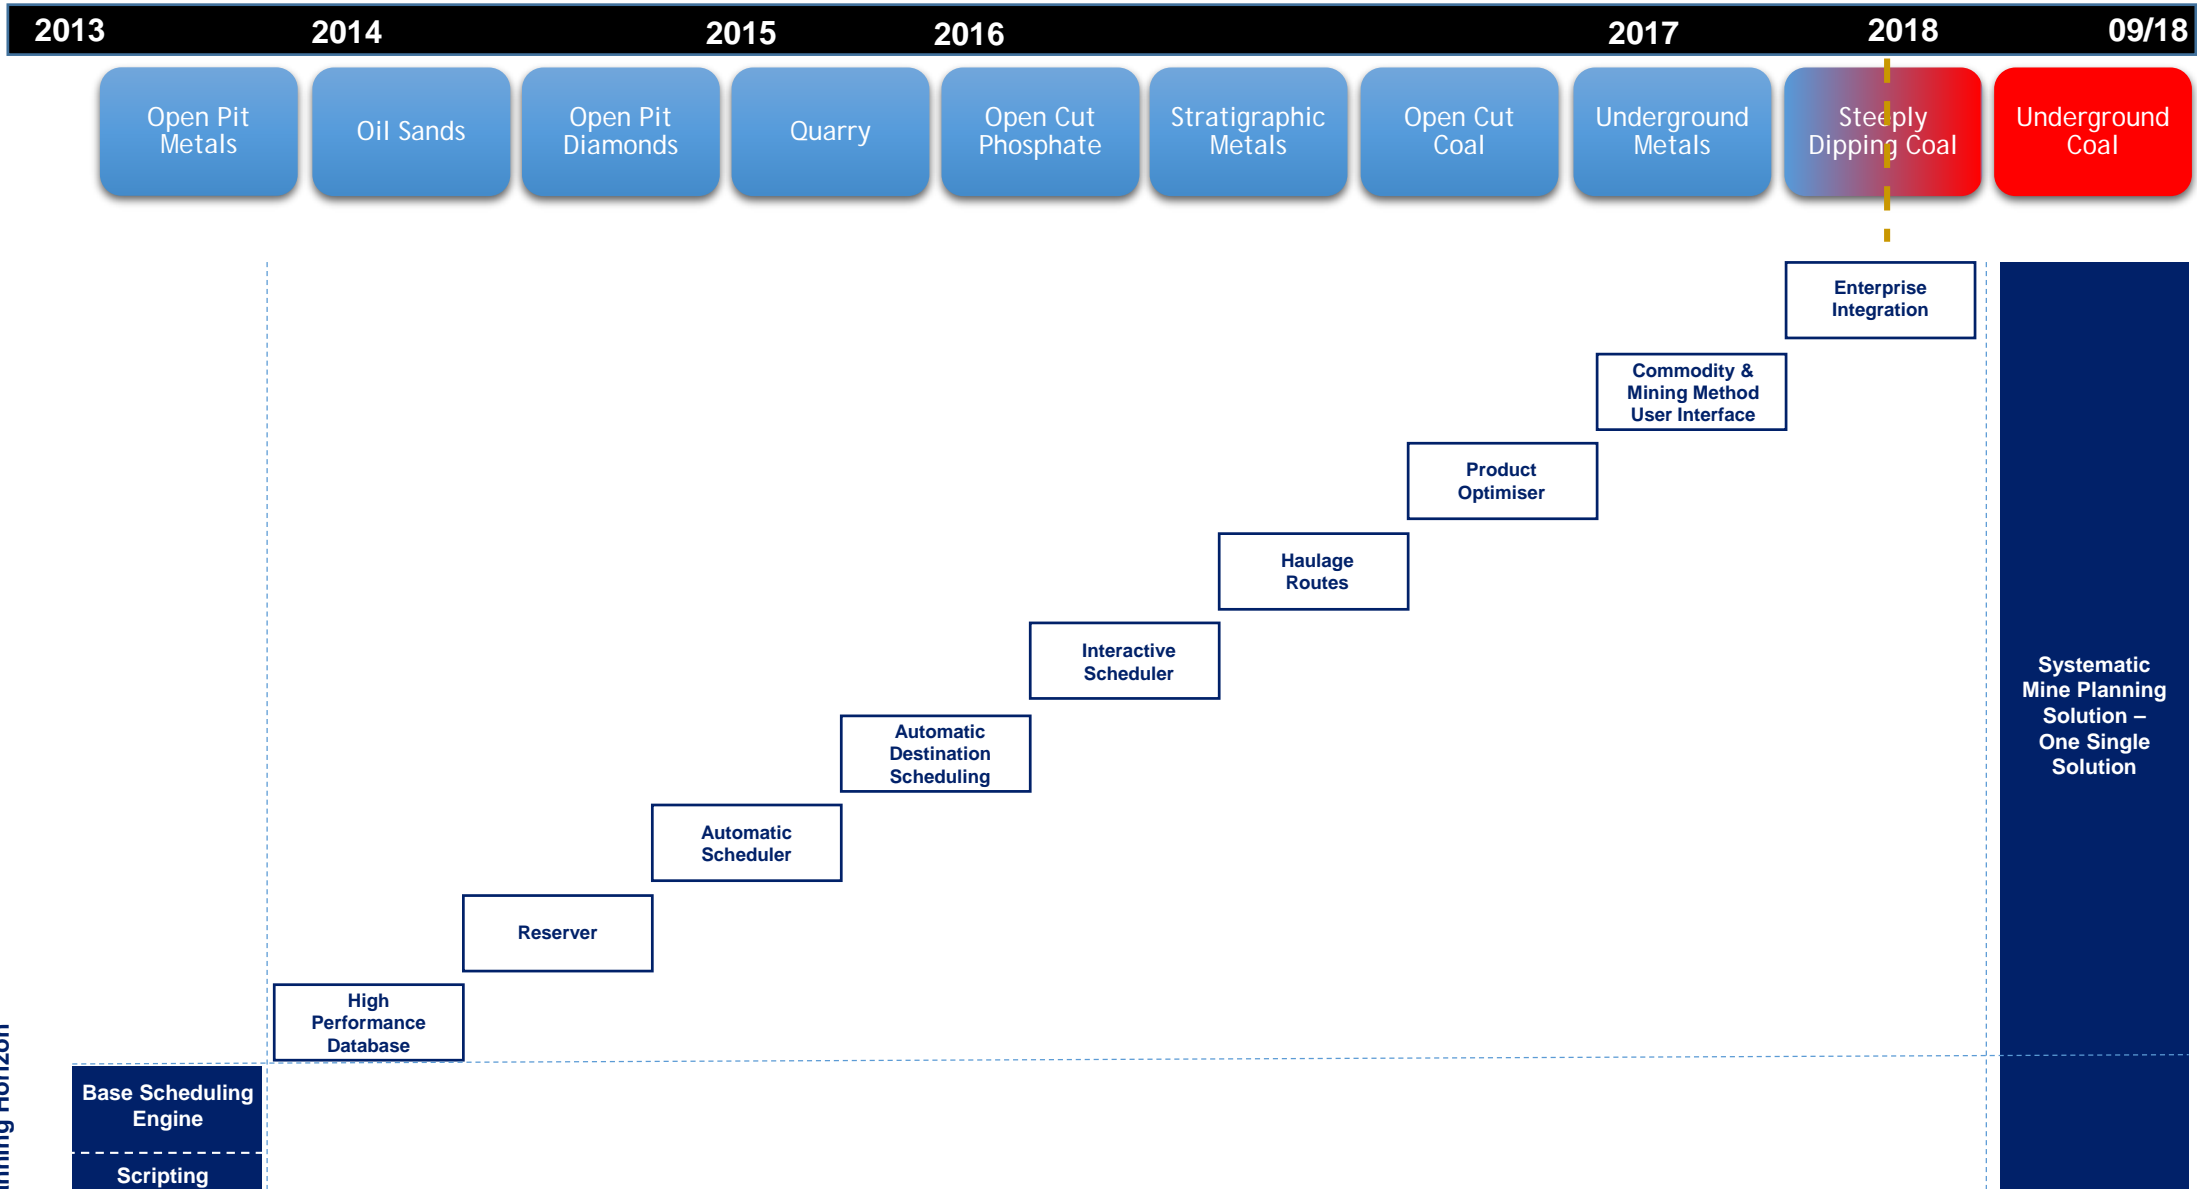 2013 2014 2015 2016 2017 2018 09/18
Open Pit
Metals
Oil Sands
Open Pit
Diamonds
Quarry
Open Cut
Phosphate
Stratigraphic
Metals
Open Cut
Coal
Underground
Metals
Steeply
Dipping Coal
Underground
Coal
Enterprise
Integration
Commodity &
Mining Method
User Interface
Product
Optimiser
Haulage
Routes
Interactive
Scheduler
Systematic
Mine Planning
Solution –
One Single
Solution
Automatic
Destination
Scheduling
Automatic
Scheduler
Reserver
High
Performance
Database
Base Scheduling
Engine
Scripting
Horizon